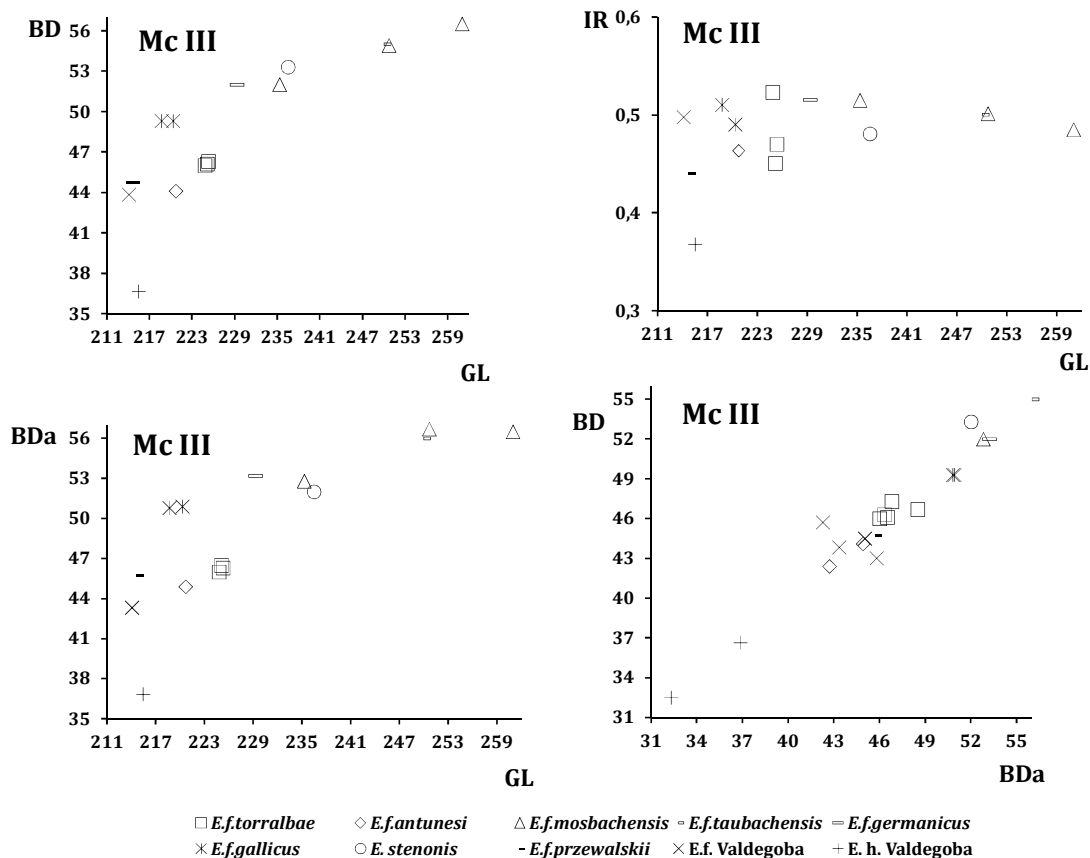 BD
Mc III
56
53
50
47
44
41
38
35
211 217 223 229 235 241 247 253 259
GL
IR
Mc III
0,6
0,5
0,4
0,3
211 217 223 229 235 241 247 253 259
GL
BDa
Mc III
56
53
50
47
44
41
38
35
211 217 223 229 235 241 247 253 259
GL
BD
Mc III
55
52
49
46
43
40
37
34
31
31 34 37 40 43 46 49 52 55
BDa
E.f.torralbae E.f.antunesi E.f.mosbachensis E.f.taubachensis E.f.germanicus
E.f.gallicus E. stenonis E.f.przewalskii E.f. Valdegoba E. h. Valdegoba